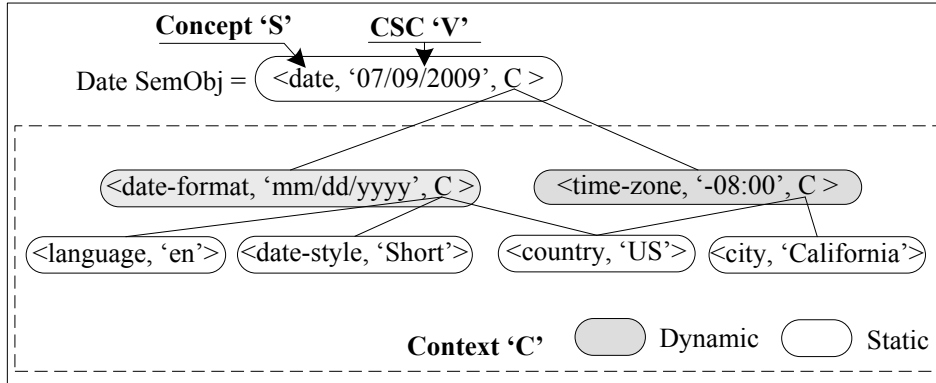 Concept ‘S’ CSC ‘V’
Date SemObj = <date, ‘07/09/2009’, C >
<date-format, ‘mm/dd/yyyy’, C > <time-zone, ‘-08:00’, C >
<language, ‘en’> <date-style, ‘Short’> <country, ‘US’> <city, ‘California’>
Context ‘C’ Dynamic Static